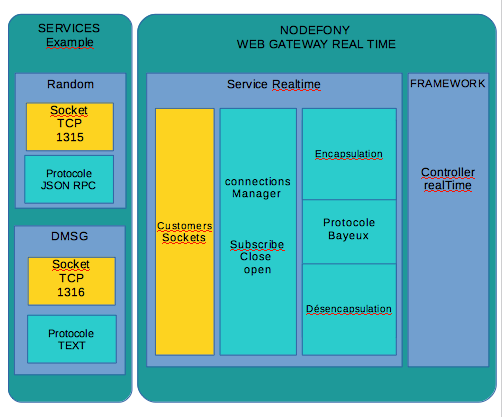 SERVICES
Example
Random
Socket
TCP
1315
Protocole
JSON RPC
DMSG
Socket
TCP
1316
Protocole
TEXT
NODEFONY
WEB GATEWAY REAL TIME
Service Realtime
Customers
Sockets
connections
Manager
Subscribe
Close
open
Encapsulation
Protocole
Bayeux
Désencapsulation
FRAMEWORK
Controller
realTime